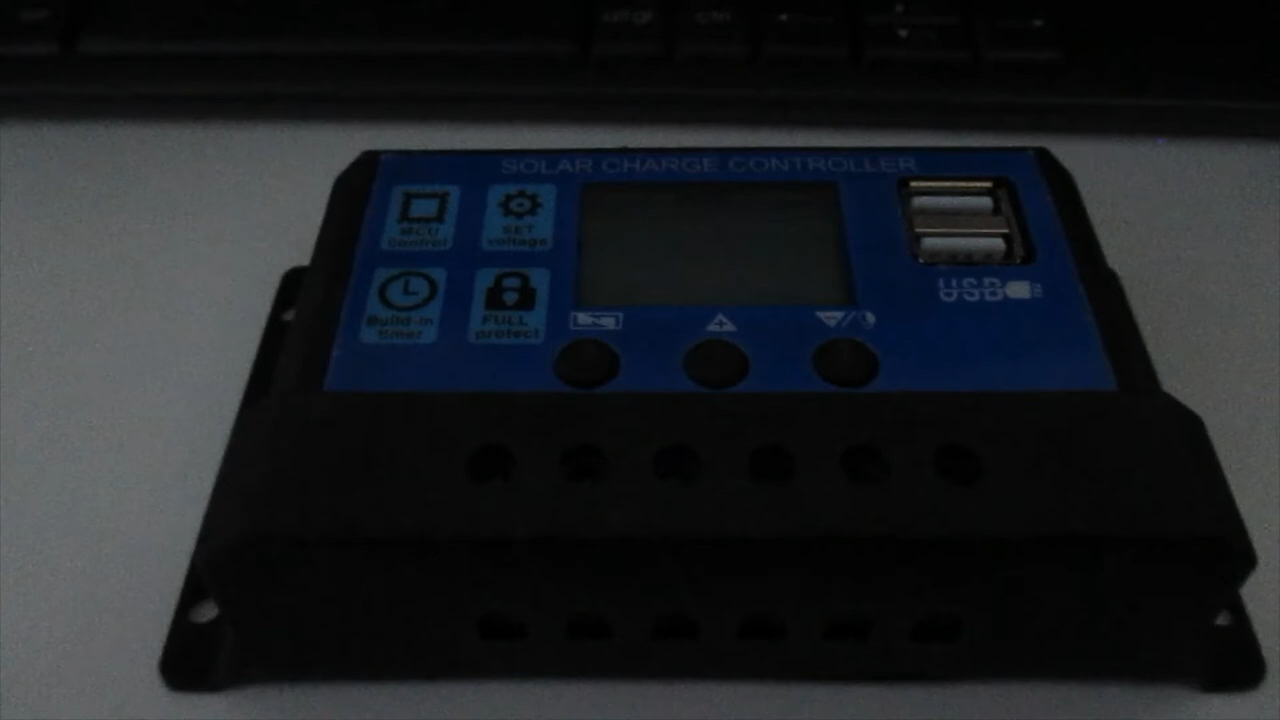 SOLAR CHARGE CONTROLLER
MCU
control
SET
voltage
Build-in
timer
FULL
protect
USB